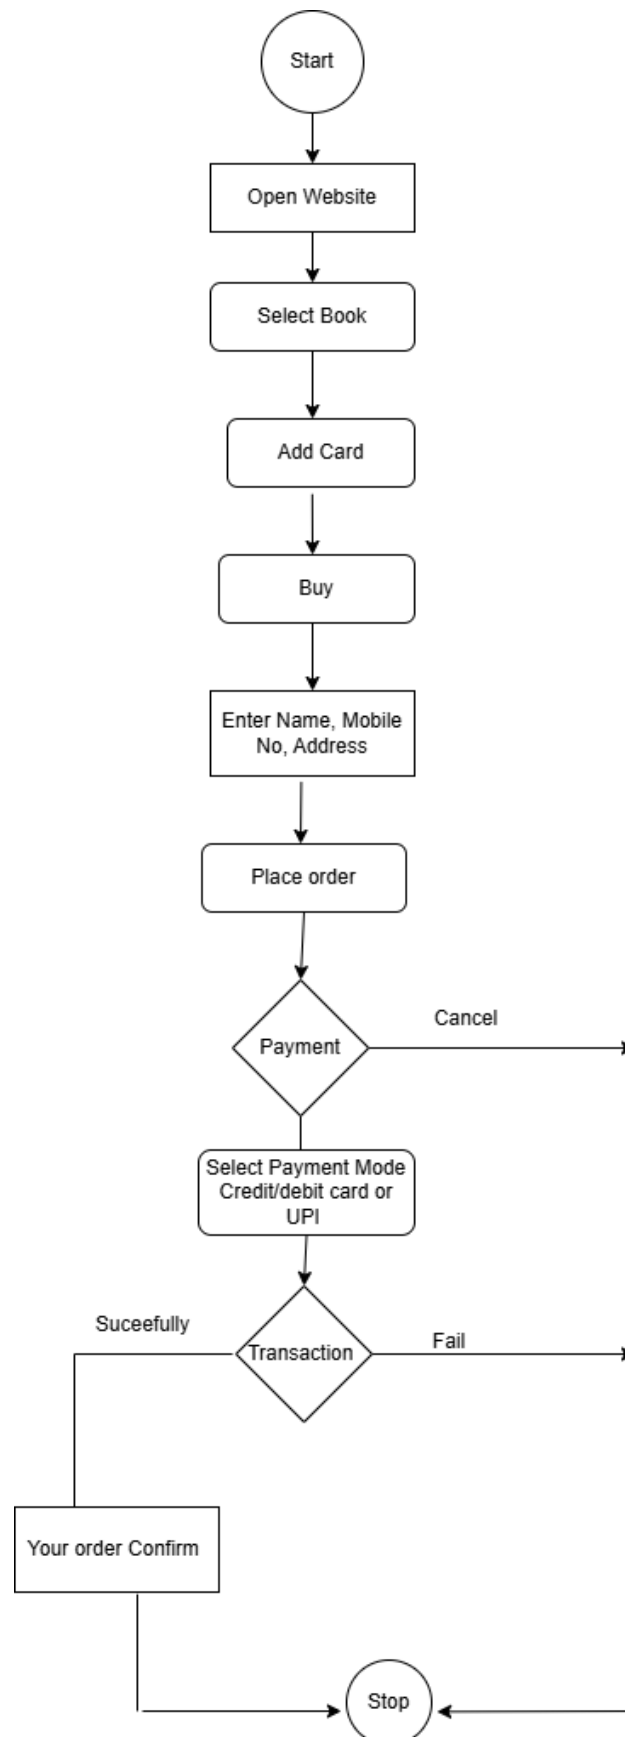 Start
Open Website
Select Book
Add Card
Buy
Enter Name, Mobile
No, Address
Place order
Cancel
Payment
Select Payment Mode
Credit/debit card or
UPI
Suceefully
Fail
Transaction
Your order Confirm
Stop